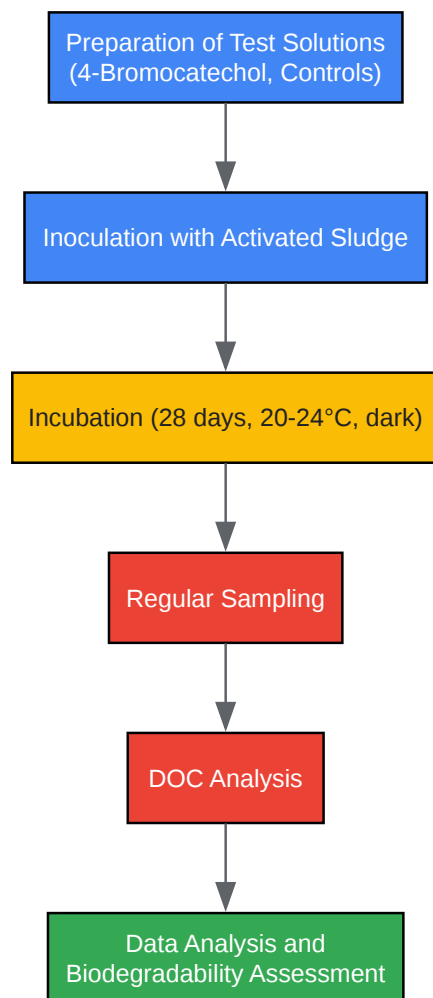 Preparation of Test Solutions
(4-Bromocatechol, Controls)
Inoculation with Activated Sludge
Incubation (28 days, 20-24°C, dark)
Regular Sampling
DOC Analysis
Data Analysis and
Biodegradability Assessment